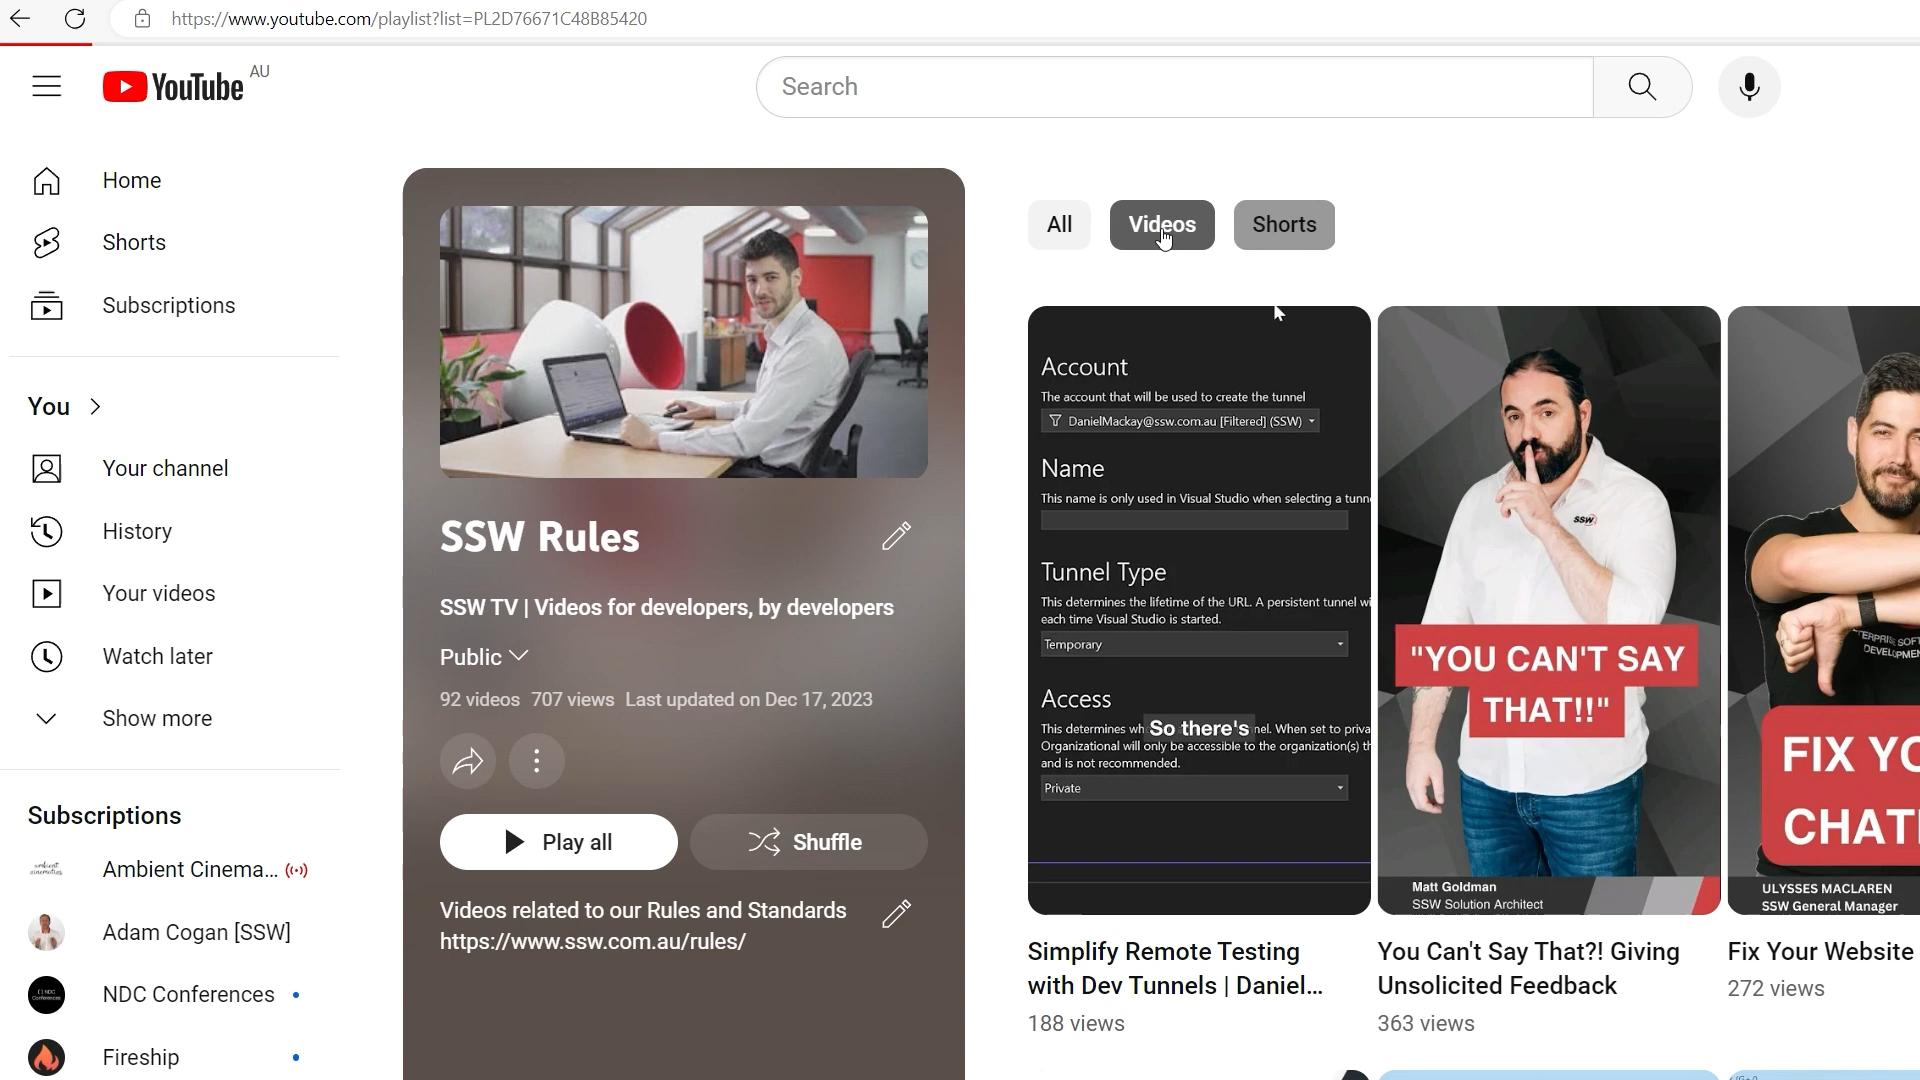 https://www.youtube.com/playlist?list=PL2D76671C48B85420
YouTube AU
Search
Home
Shorts
Subscriptions
You
Your channel
History
Your videos
Watch later
Show more
Subscriptions
Ambient Cinema...
Adam Cogan [SSW]
NDC Conferences
Fireship
SSW Rules
SSW TV | Videos for developers, by developers
Public
92 videos 707 views Last updated on Dec 17, 2023
Play all
Shuffle
Videos related to our Rules and Standards
https://www.ssw.com.au/rules/
All
Videos
Shorts
Account
The account that will be used to create the tunnel
DanielMackay@ssw.com.au [Filtered] (SSW)
Name
This name is only used in Visual Studio when selecting a tunn
Tunnel Type
This determines the lifetime of the URL. A persistent tunnel wi
each time Visual Studio is started.
Temporary
Access
This determines wh So there's nel. When set to priva
Organizational will only be accessible to the organization(s) th
and is not recommended.
Private
Simplify Remote Testing
with Dev Tunnels | Daniel...
188 views
SSW
"YOU CAN'T SAY
THAT!!"
Matt Goldman
SSW Solution Architect
You Can't Say That?! Giving
Unsolicited Feedback
363 views
TERPRISE SOFT
DEVELOPMEN
FIX YO
CHAT
ULYSSES MACLAREN
SSW General Manager
Fix Your Website
272 views